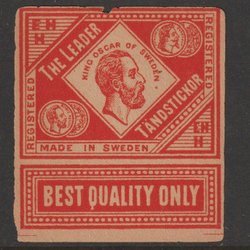 THE LEADER
REGISTERED
KING OSCAR OF SWEDEN
TÄNDSTICKOR
REGISTERED
MADE IN SWEDEN
BEST QUALITY ONLY